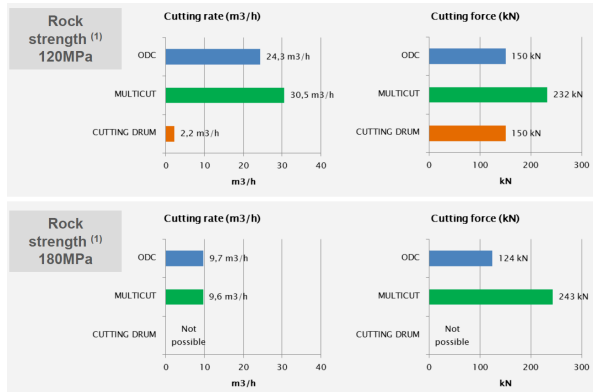 Rock
strength (1)
120MPa
Cutting rate (m3/h)
ODC
24,3 m3/h
MULTICUT
30,5 m3/h
CUTTING DRUM
2,2 m3/h
0 10 20 30 40
m3/h
Cutting force (kN)
ODC
150 kN
MULTICUT
232 kN
CUTTING DRUM
150 kN
0 100 200 300
kN
Rock
strength (1)
180MPa
Cutting rate (m3/h)
ODC
9,7 m3/h
MULTICUT
9,6 m3/h
CUTTING DRUM
Not
possible
0 10 20 30 40
m3/h
Cutting force (kN)
ODC
124 kN
MULTICUT
243 kN
CUTTING DRUM
Not
possible
0 100 200 300
kN